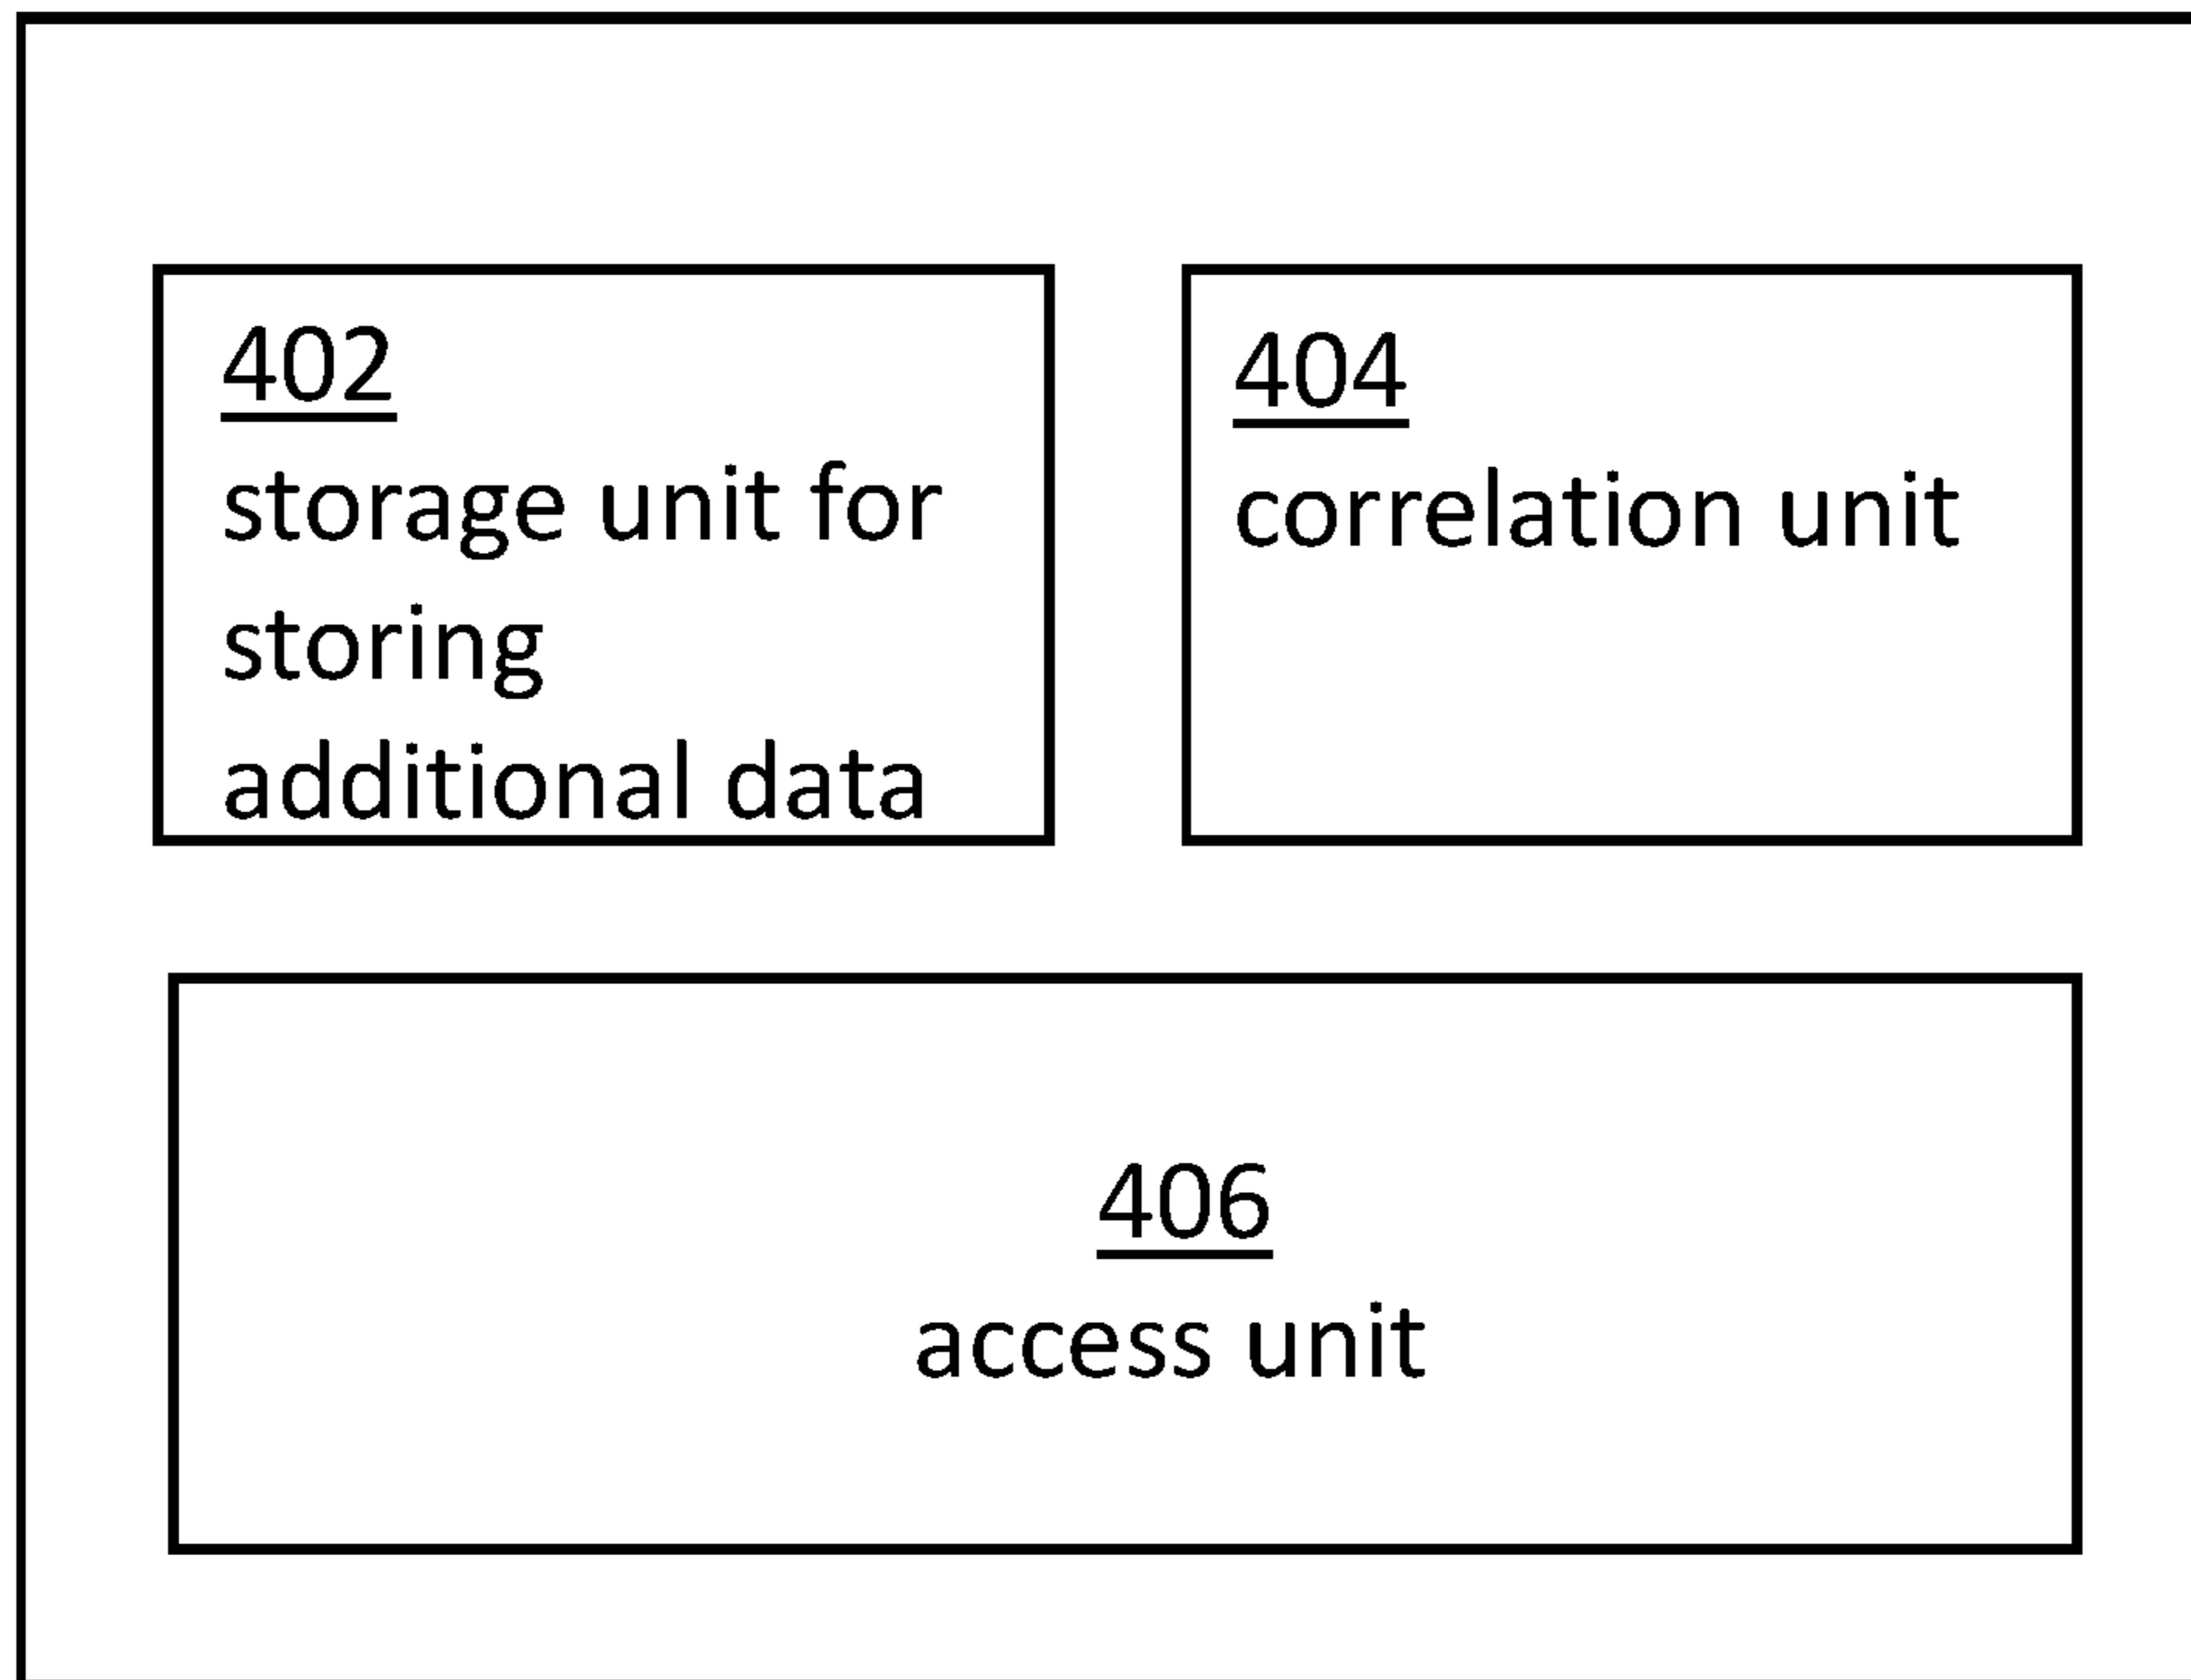 402
storage unit for
storing
additional data
404
correlation unit
406
access unit